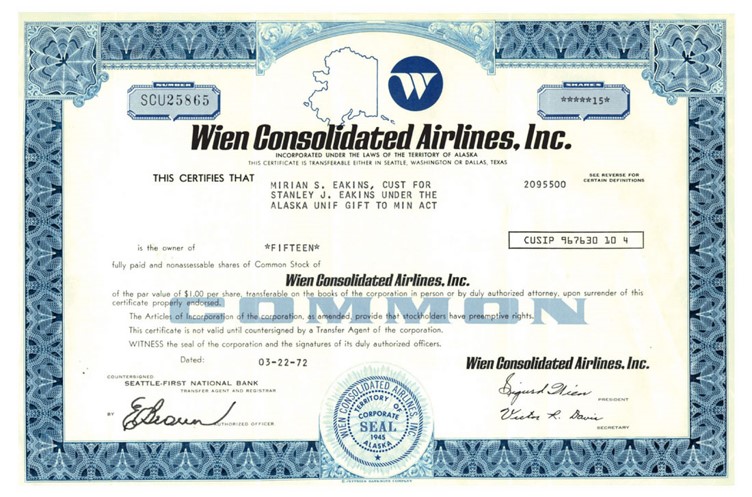 NUMBER
SCU25865
W
SHARES
*****15*
Wien Consolidated Airlines, Inc.
INCORPORATED UNDER THE LAWS OF THE TERRITORY OF ALASKA
THIS CERTIFICATE IS TRANSFERABLE EITHER IN SEATTLE, WASHINGTON OR DALLAS, TEXAS
THIS CERTIFIES THAT
SEE REVERSE FOR
CERTAIN DEFINITIONS
MIRIAN S. EAKINS, CUST FOR
STANLEY J. EAKINS UNDER THE
ALASKA UNIF GIFT TO MIN ACT
2095500
CUSIP 967630 10 4
is the owner of *FIFTEEN*
fully paid and nonassessable shares of Common Stock of
Wien Consolidated Airlines, Inc.
of the par value of $1.00 per share, transferable on the books of the corporation in person or by duly authorized attorney, upon surrender of this
certificate properly endorsed.
COMMON
The Articles of Incorporation of the corporation, as amended, provide that stockholders have preemptive rights.
This certificate is not valid until countersigned by a Transfer Agent of the corporation.
WITNESS the seal of the corporation and the signatures of its duly authorized officers.
Dated: 03-22-72
Wien Consolidated Airlines, Inc.
COUNTERSIGNED
SEATTLE-FIRST NATIONAL BANK
TRANSFER AGENT AND REGISTRAR
BY
AUTHORIZED OFFICER
WIEN CONSOLIDATED AIRLINES INC.
TERRITORY OF
CORPORATE
SEAL
1945
ALASKA
Sigurd Wien
PRESIDENT
Victor R. Davis
SECRETARY